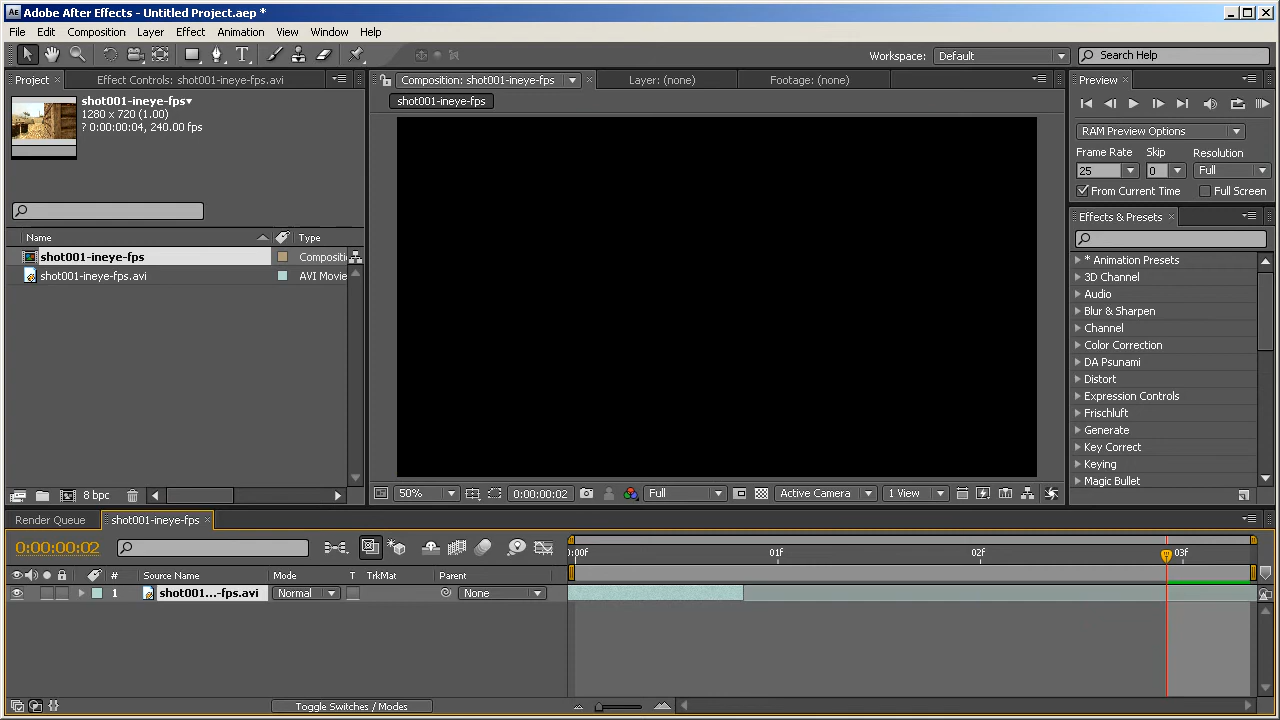 Adobe After Effects - Untitled Project.aep *
File Edit Composition Layer Effect Animation View Window Help
Workspace: Default Search Help
Project Effect Controls: shot001-ineye-fps.avi
Composition: shot001-ineye-fps Layer: (none) Footage: (none)
Preview
shot001-ineye-fps
1280 x 720 (1.00)
? 0:00:00:04, 240.00 fps
shot001-ineye-fps
RAM Preview Options
Frame Rate Skip Resolution
25 0 Full
From Current Time Full Screen
Effects & Presets
Name Type
shot001-ineye-fps Compositi
shot001-ineye-fps.avi AVI Movie
* Animation Presets
3D Channel
Audio
Blur & Sharpen
Channel
Color Correction
DA Psunami
Distort
Expression Controls
Frischluft
Generate
Key Correct
Keying
Magic Bullet
8 bpc
50% 0:00:00:02 Full Active Camera 1 View
Render Queue shot001-ineye-fps
0:00:00:02
):00f 01f 02f 03f
# Source Name Mode T TrkMat Parent
1 shot001...-fps.avi Normal None
Toggle Switches / Modes